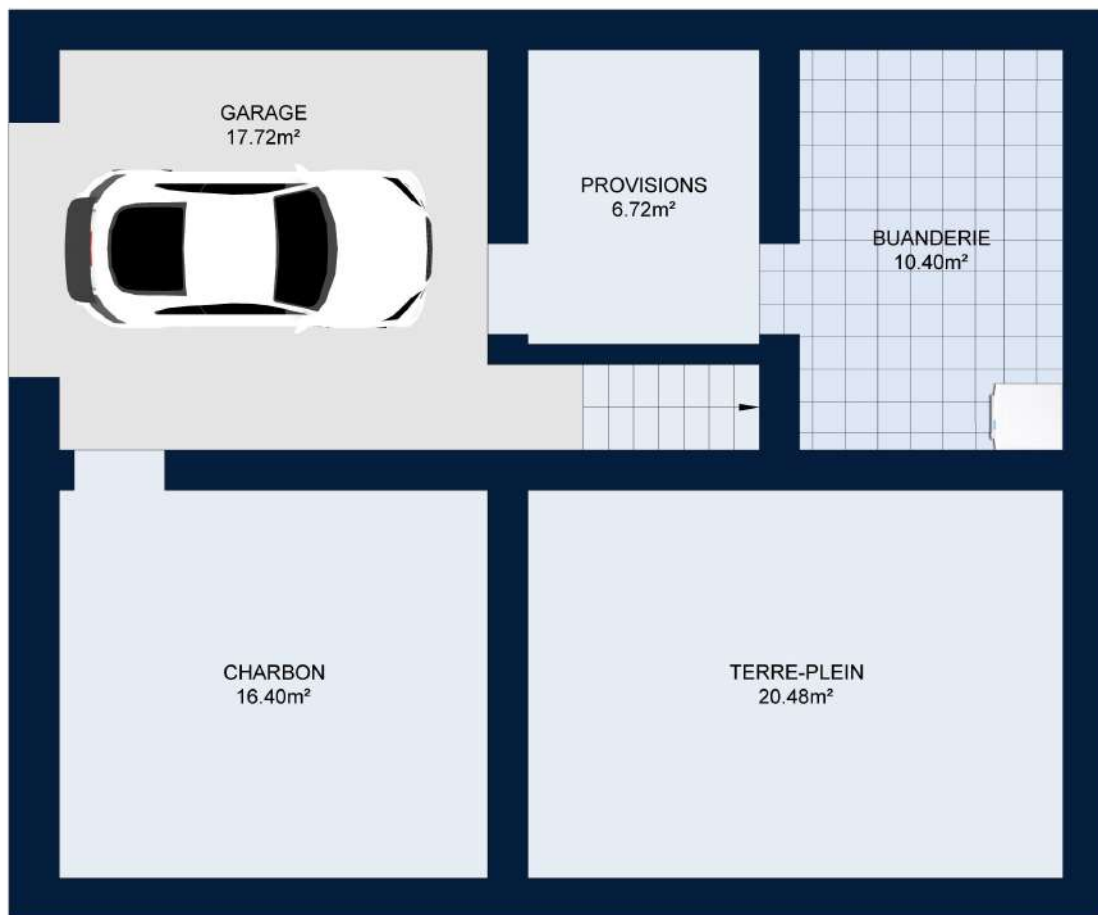 GARAGE
17.72m²
PROVISIONS
6.72m²
BUANDERIE
10.40m²
CHARBON
16.40m²
TERRE-PLEIN
20.48m²